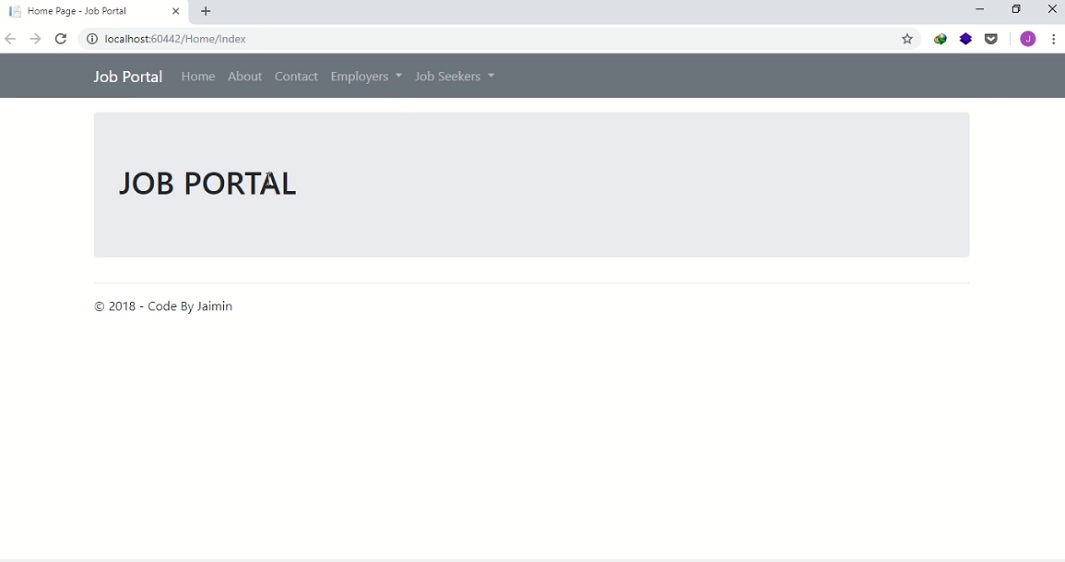 Home Page - Job Portal
localhost:60442/Home/Index
J
Job Portal Home About Contact Employers Job Seekers
JOB PORTAL
© 2018 - Code By Jaimin